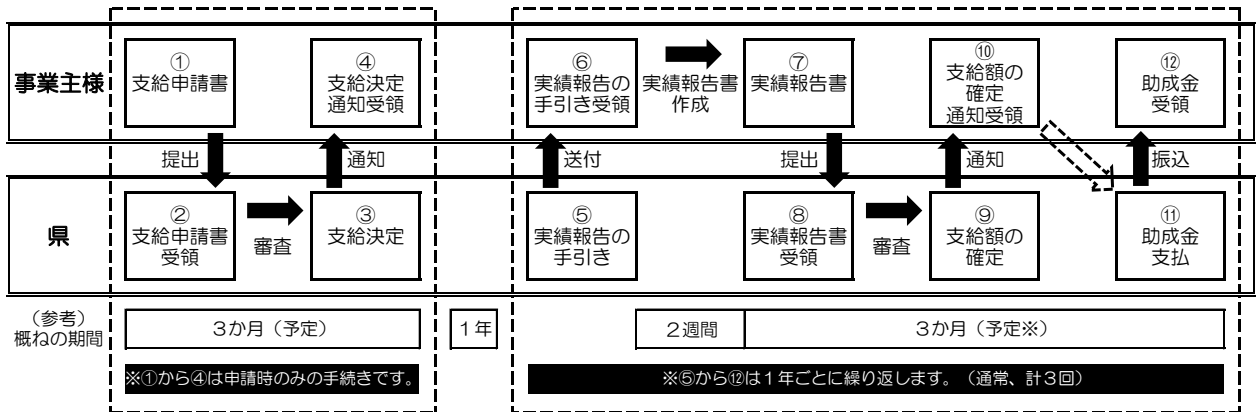 事業主様
①
支給申請書
④
支給決定
通知受領
⑥
実績報告の
手引き受領
実績報告書
作成
⑦
実績報告書
⑩
支給額の
確定
通知受領
⑫
助成金
受領
提出
通知
送付
提出
通知
振込
県
②
支給申請書
受領
審査
③
支給決定
⑤
実績報告の
手引き
⑧
実績報告書
受領
審査
⑨
支給額の
確定
⑪
助成金
支払
(参考)
概ねの期間
3か月(予定)
1年
2週間
3か月(予定※)
※①から④は申請時のみの手続きです。
※⑤から⑫は1年ごとに繰り返します。(通常、計3回)